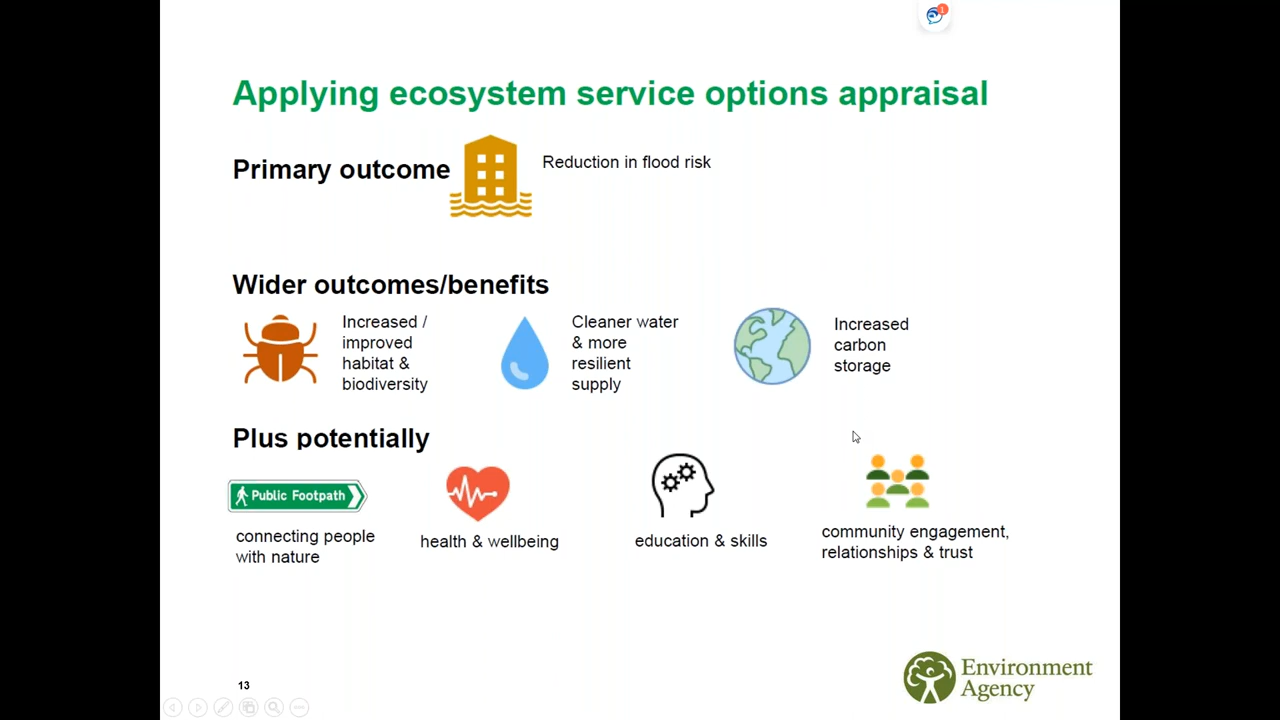 1
Applying ecosystem service options appraisal
Primary outcome
Reduction in flood risk
Wider outcomes/benefits
Increased /
improved
habitat &
biodiversity
Cleaner water
& more
resilient
supply
Increased
carbon
storage
Plus potentially
Public Footpath
connecting people
with nature
health & wellbeing
education & skills
community engagement,
relationships & trust
13
Environment
Agency